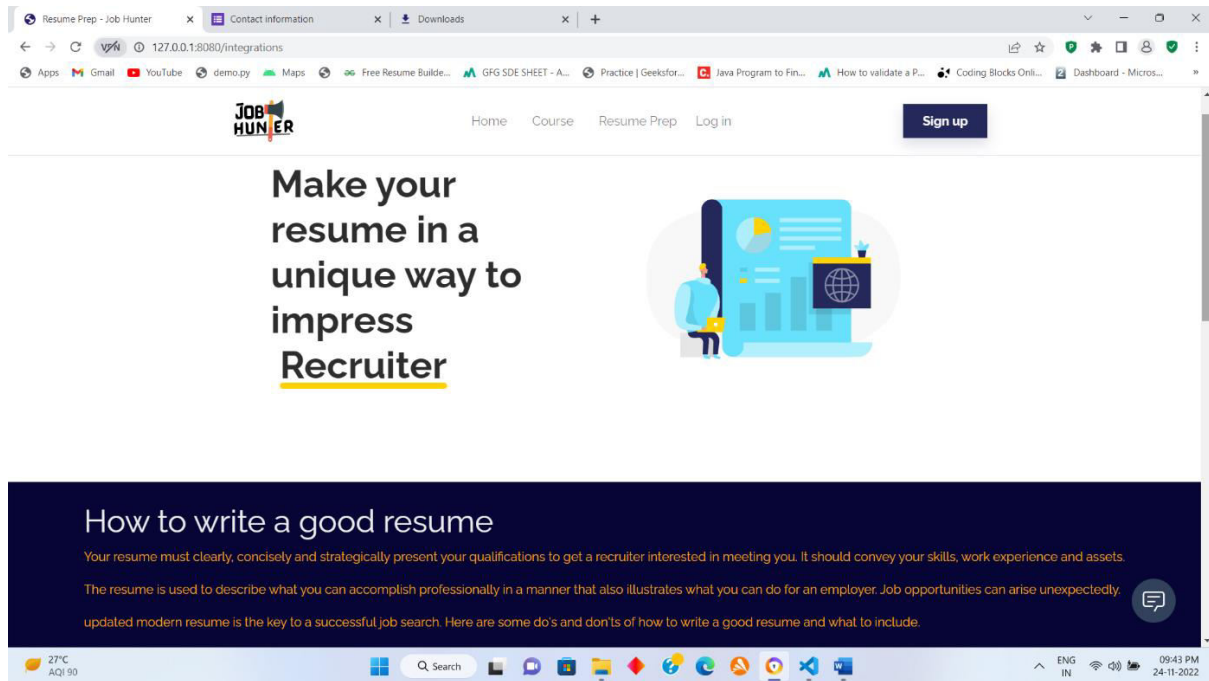 Resume Prep - Job Hunter
Contact information
Downloads
VPN
127.0.0.1:8080/integrations
Apps
Gmail
YouTube
demo.py
Maps
Free Resume Builde...
GFG SDE SHEET - A...
Practice | Geeksfor...
Java Program to Fin...
How to validate a P...
Coding Blocks Onli...
Dashboard - Micros...
JOB
HUNTER
Home Course Resume Prep Log in
Sign up
Make your
resume in a
unique way to
impress
Recruiter
How to write a good resume
Your resume must clearly, concisely and strategically present your qualifications to get a recruiter interested in meeting you. It should convey your skills, work experience and assets.
The resume is used to describe what you can accomplish professionally in a manner that also illustrates what you can do for an employer. Job opportunities can arise unexpectedly.
updated modern resume is the key to a successful job search. Here are some do's and don'ts of how to write a good resume and what to include.
27°C
AQI 90
Search
ENG
IN
09:43 PM
24-11-2022